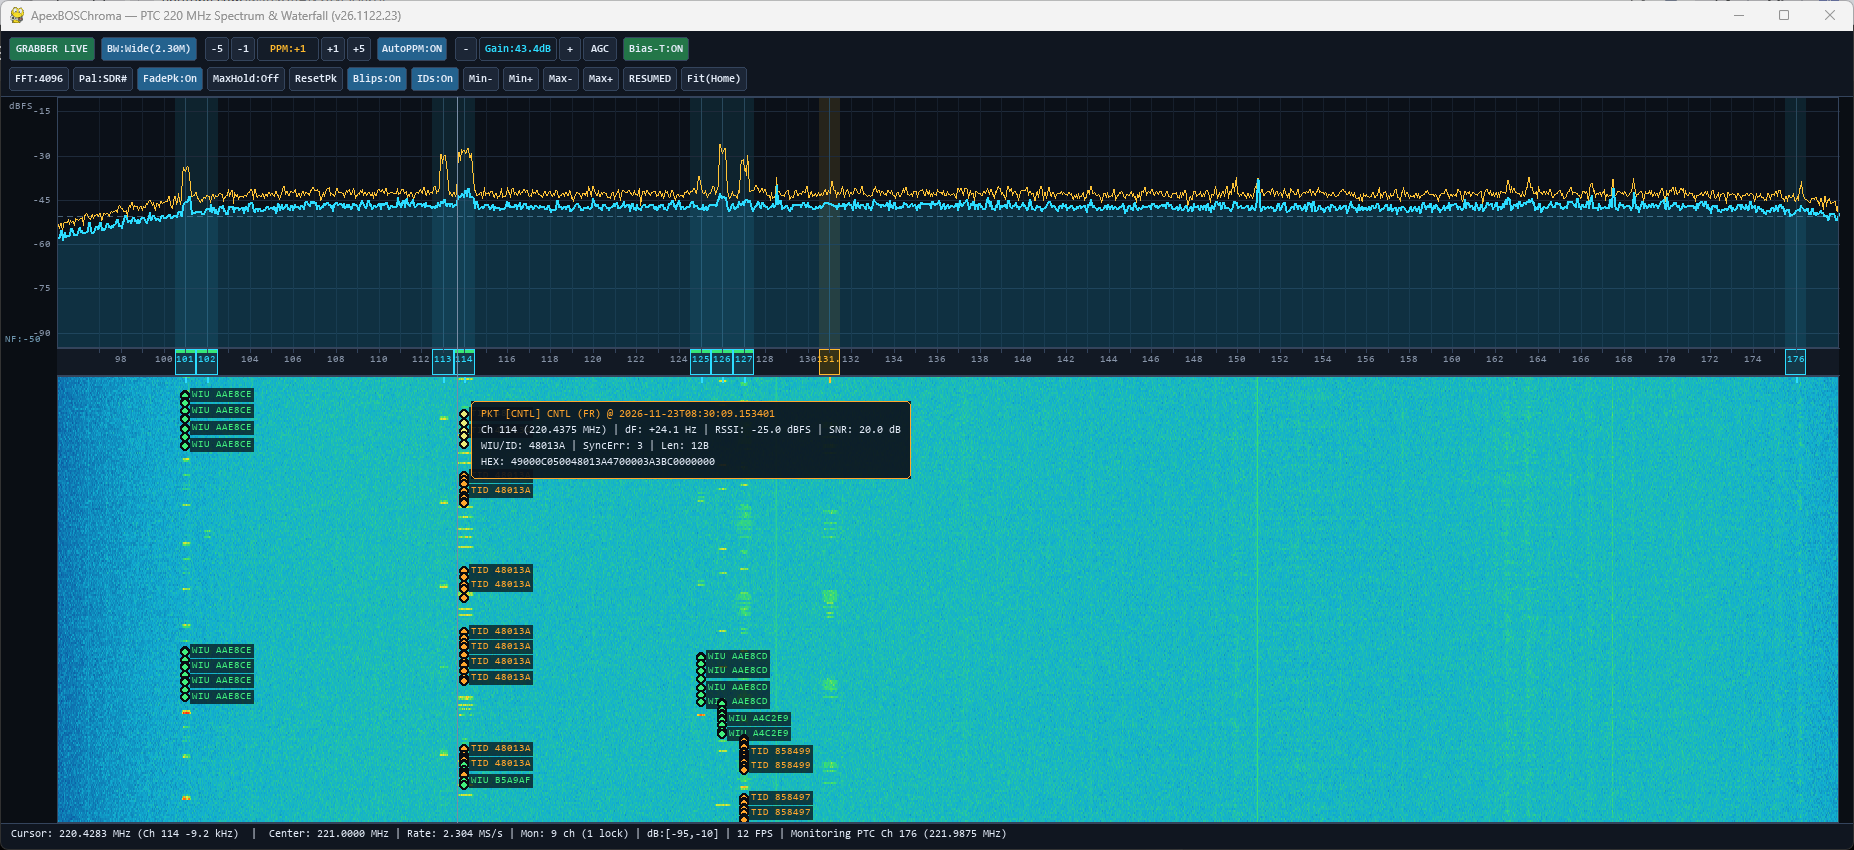 ApexBOSChroma — PTC 220 MHz Spectrum & Waterfall (v26.1122.23)
GRABBER LIVE BW:Wide(2.30M) -5 -1 PPM:+1 +1 +5 AutoPPM:ON - Gain:43.4dB + AGC Bias-T:ON
FFT:4096 Pal:SDR# FadePk:On MaxHold:Off ResetPk Blips:On IDs:On Min- Min+ Max- Max+ RESUMED Fit(Home)
dBFS
-15
-30
-45
-60
-75
-90
NF:-50
98 100 101 102 104 106 108 110 112 113 114 116 118 120 122 124 125 126 127 128 130 131. 132 134 136 138 140 142 144 146 148 150 152 154 156 158 160 162 164 166 168 170 172 174 176
WIU AAE8CE
WIU AAE8CE
WIU AAE8CE
WIU AAE8CE
PKT [CNTL] CNTL (FR) @ 2026-11-23T08:30:09.153401
Ch 114 (220.4375 MHz) | dF: +24.1 Hz | RSSI: -25.0 dBFS | SNR: 20.0 dB
WIU/ID: 48013A | SyncErr: 3 | Len: 12B
HEX: 49000C050048013A4700003A3BC0000000
TID 48013A
TID 48013A
TID 48013A
TID 48013A
TID 48013A
TID 48013A
TID 48013A
WIU AAE8CE
WIU AAE8CE
WIU AAE8CE
WIU AAE8CE
WIU AAE8CD
WIU AAE8CD
WIU AAE8CD
WIU AAE8CD
WIU A4C2E9
WIU A4C2E9
TID 48013A
TID 48013A
WIU B5A9AF
TID 858499
TID 858499
TID 858497
TID 858497
Cursor: 220.4283 MHz (Ch 114 -9.2 kHz) | Center: 221.0000 MHz | Rate: 2.304 MS/s | Mon: 9 ch (1 lock) | dB:[-95,-10] | 12 FPS | Monitoring PTC Ch 176 (221.9875 MHz)